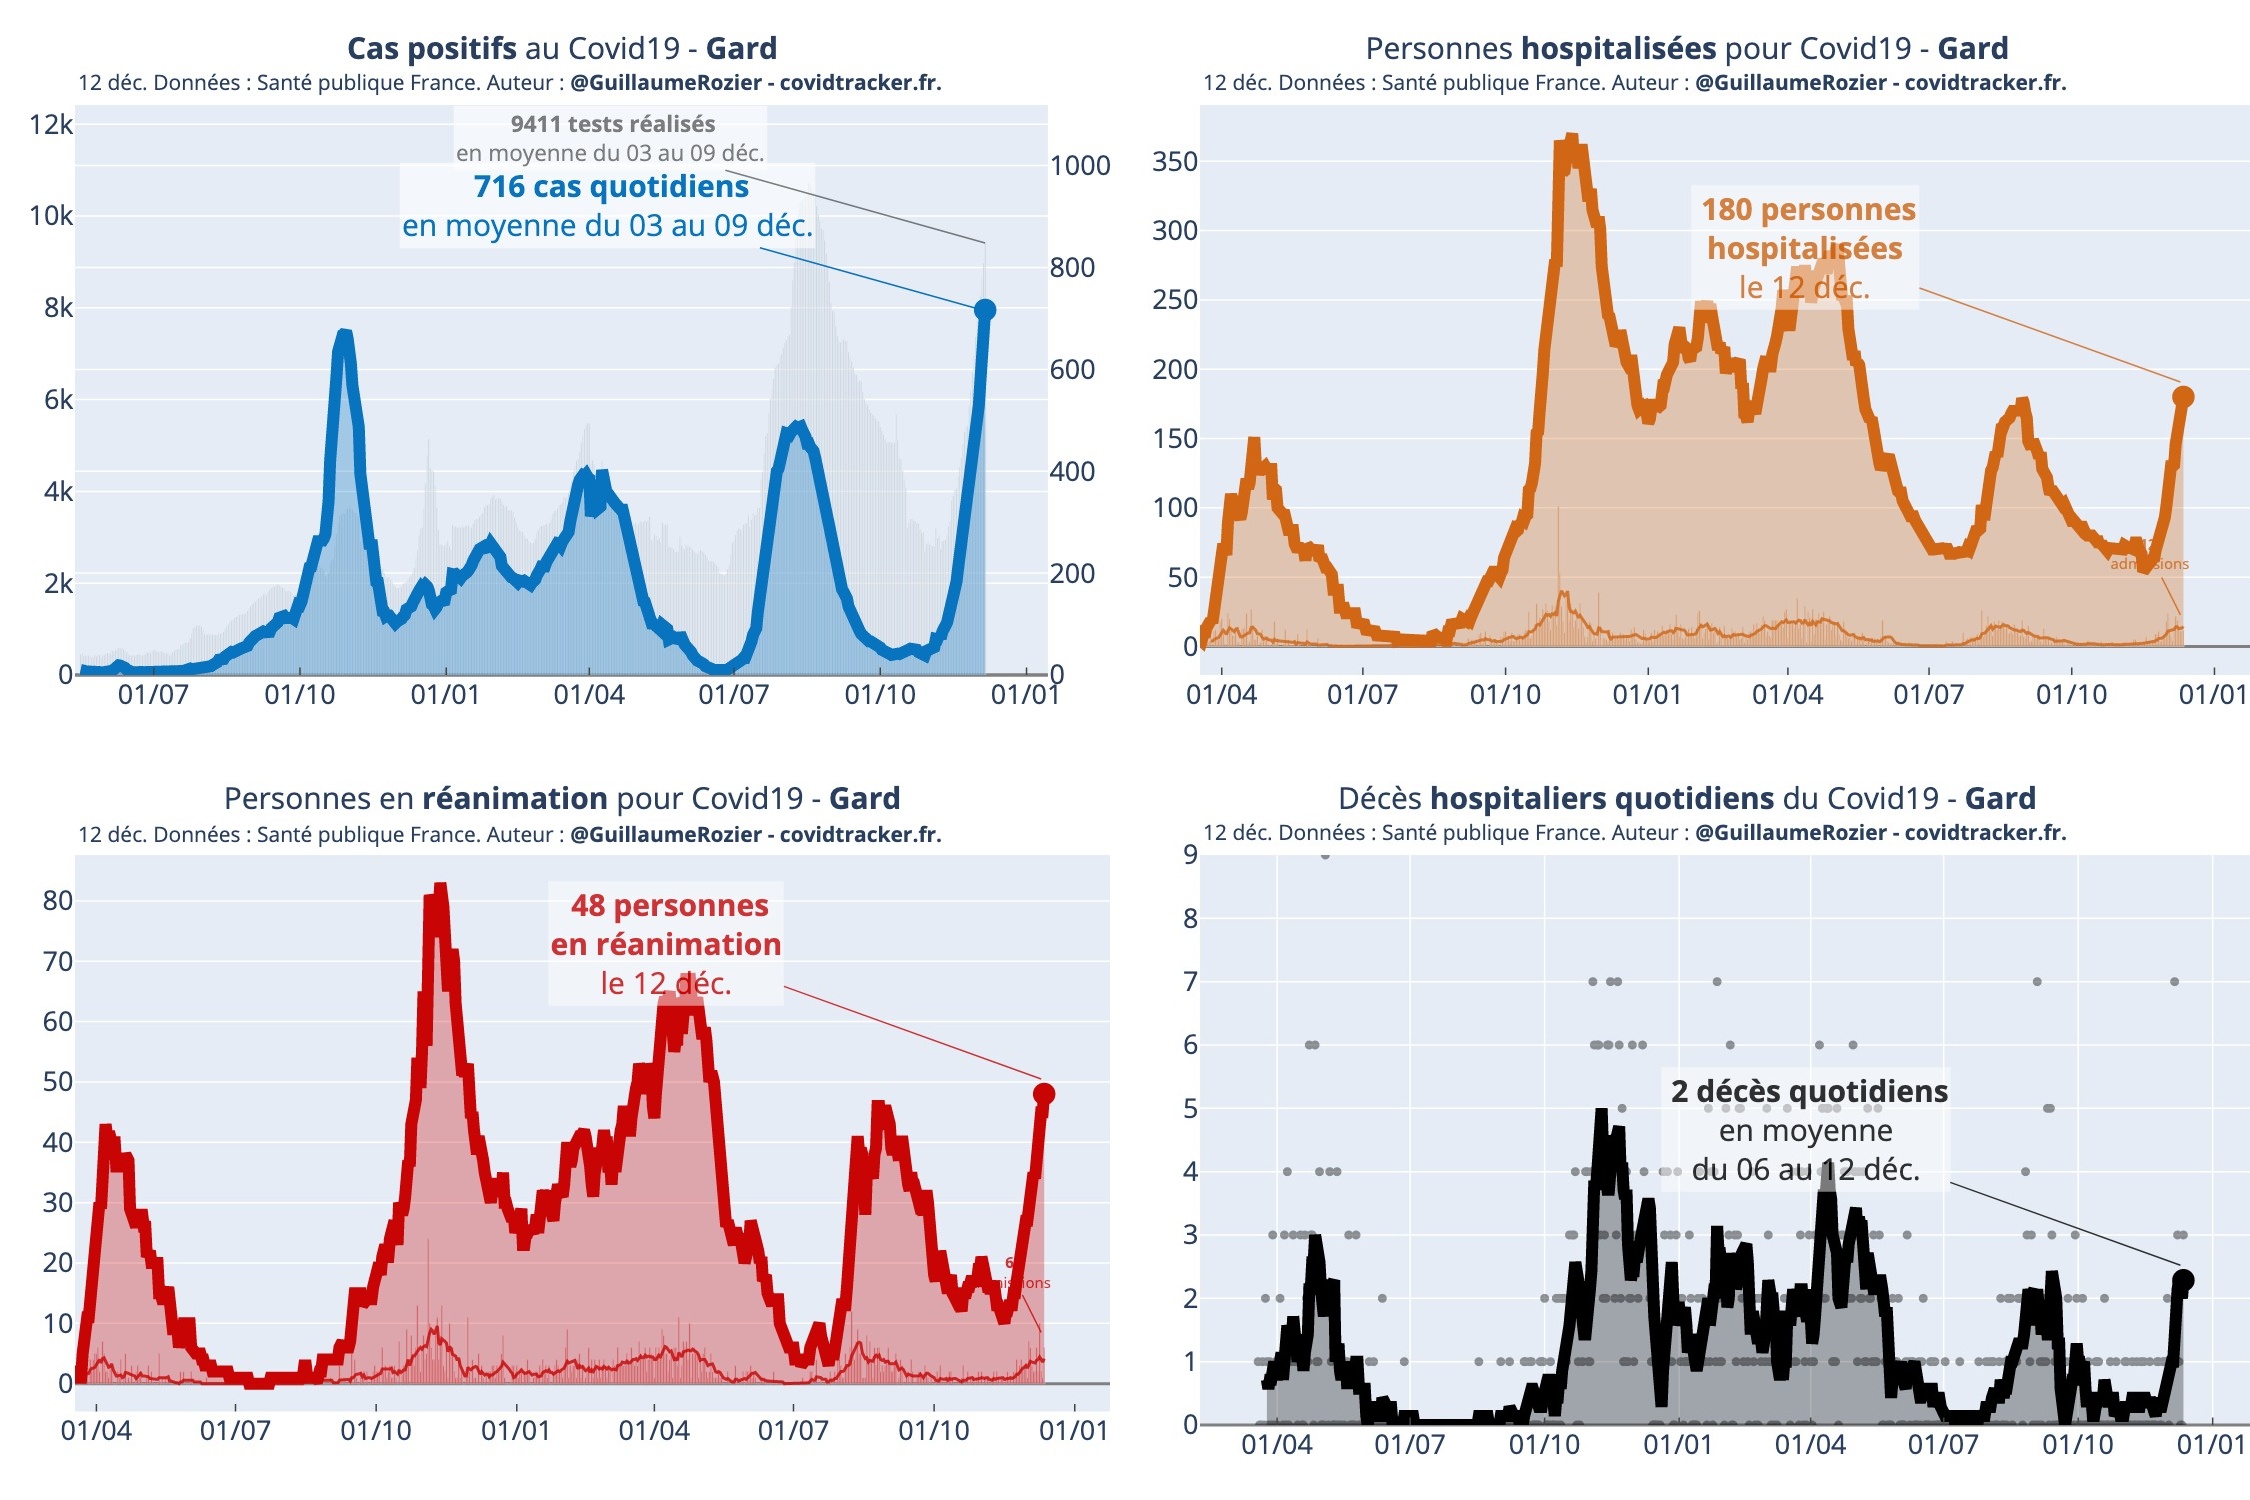 Cas positifs au Covid19 - Gard
12 déc. Données : Santé publique France. Auteur : @GuillaumeRozier - covidtracker.fr.
9411 tests réalisés
en moyenne du 03 au 09 déc.
716 cas quotidiens
en moyenne du 03 au 09 déc.
12k
10k
8k
6k
4k
2k
0
1000
800
600
400
200
0
01/07
01/10
01/01
01/04
01/07
01/10
01/01
Personnes hospitalisées pour Covid19 - Gard
12 déc. Données : Santé publique France. Auteur : @GuillaumeRozier - covidtracker.fr.
180 personnes
hospitalisées
le 12 déc.
350
300
250
200
150
100
50
0
01/04
01/07
01/10
01/01
01/04
01/07
01/10
01/01
Personnes en réanimation pour Covid19 - Gard
12 déc. Données : Santé publique France. Auteur : @GuillaumeRozier - covidtracker.fr.
48 personnes
en réanimation
le 12 déc.
80
70
60
50
40
30
20
10
0
6
01/04
01/07
01/10
01/01
01/04
01/07
01/10
01/01
Décès hospitaliers quotidiens du Covid19 - Gard
12 déc. Données : Santé publique France. Auteur : @GuillaumeRozier - covidtracker.fr.
2 décès quotidiens
en moyenne
du 06 au 12 déc.
9
8
7
6
5
4
3
2
1
0
01/04
01/07
01/10
01/01
01/04
01/07
01/10
01/01